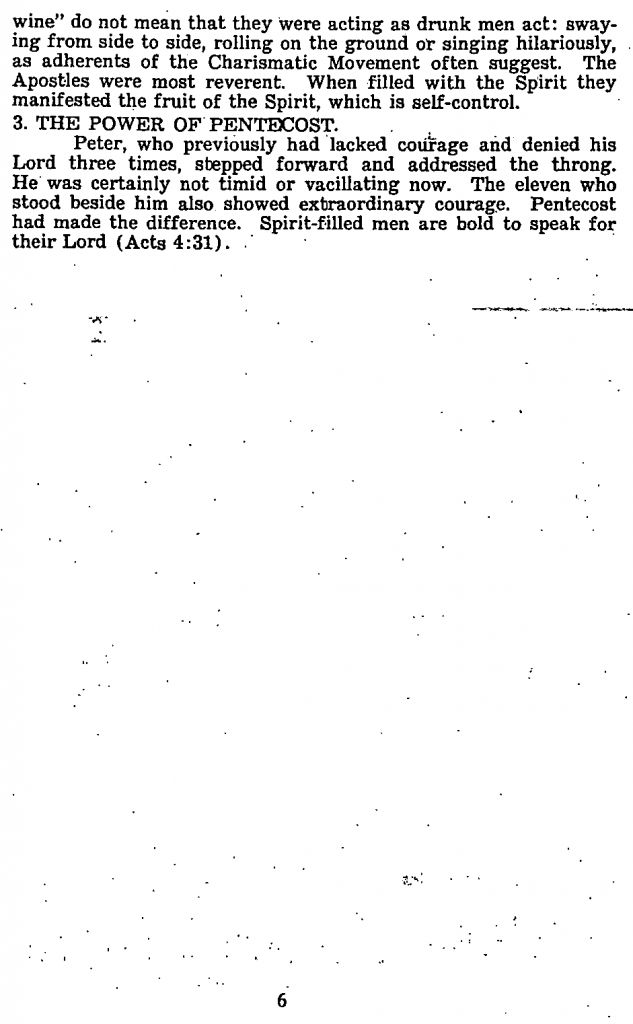 wine” do not mean that they were acting as drunk men act: sway-
ing from side to side, rolling on the ground or singing hilariously,
as adherents of the Charismatic Movement often suggest. The
Apostles were most reverent. When filled with the Spirit they
manifested the fruit of the Spirit, which is self-control.
3. THE POWER OF PENTECOST.
Peter, who previously had lacked courage and denied his
Lord three times, stepped forward and addressed the throng.
He was certainly not timid or vacillating now. The eleven who
stood beside him also showed extraordinary courage. Pentecost
had made the difference. Spirit-filled men are bold to speak for
their Lord (Acts 4:31).
6